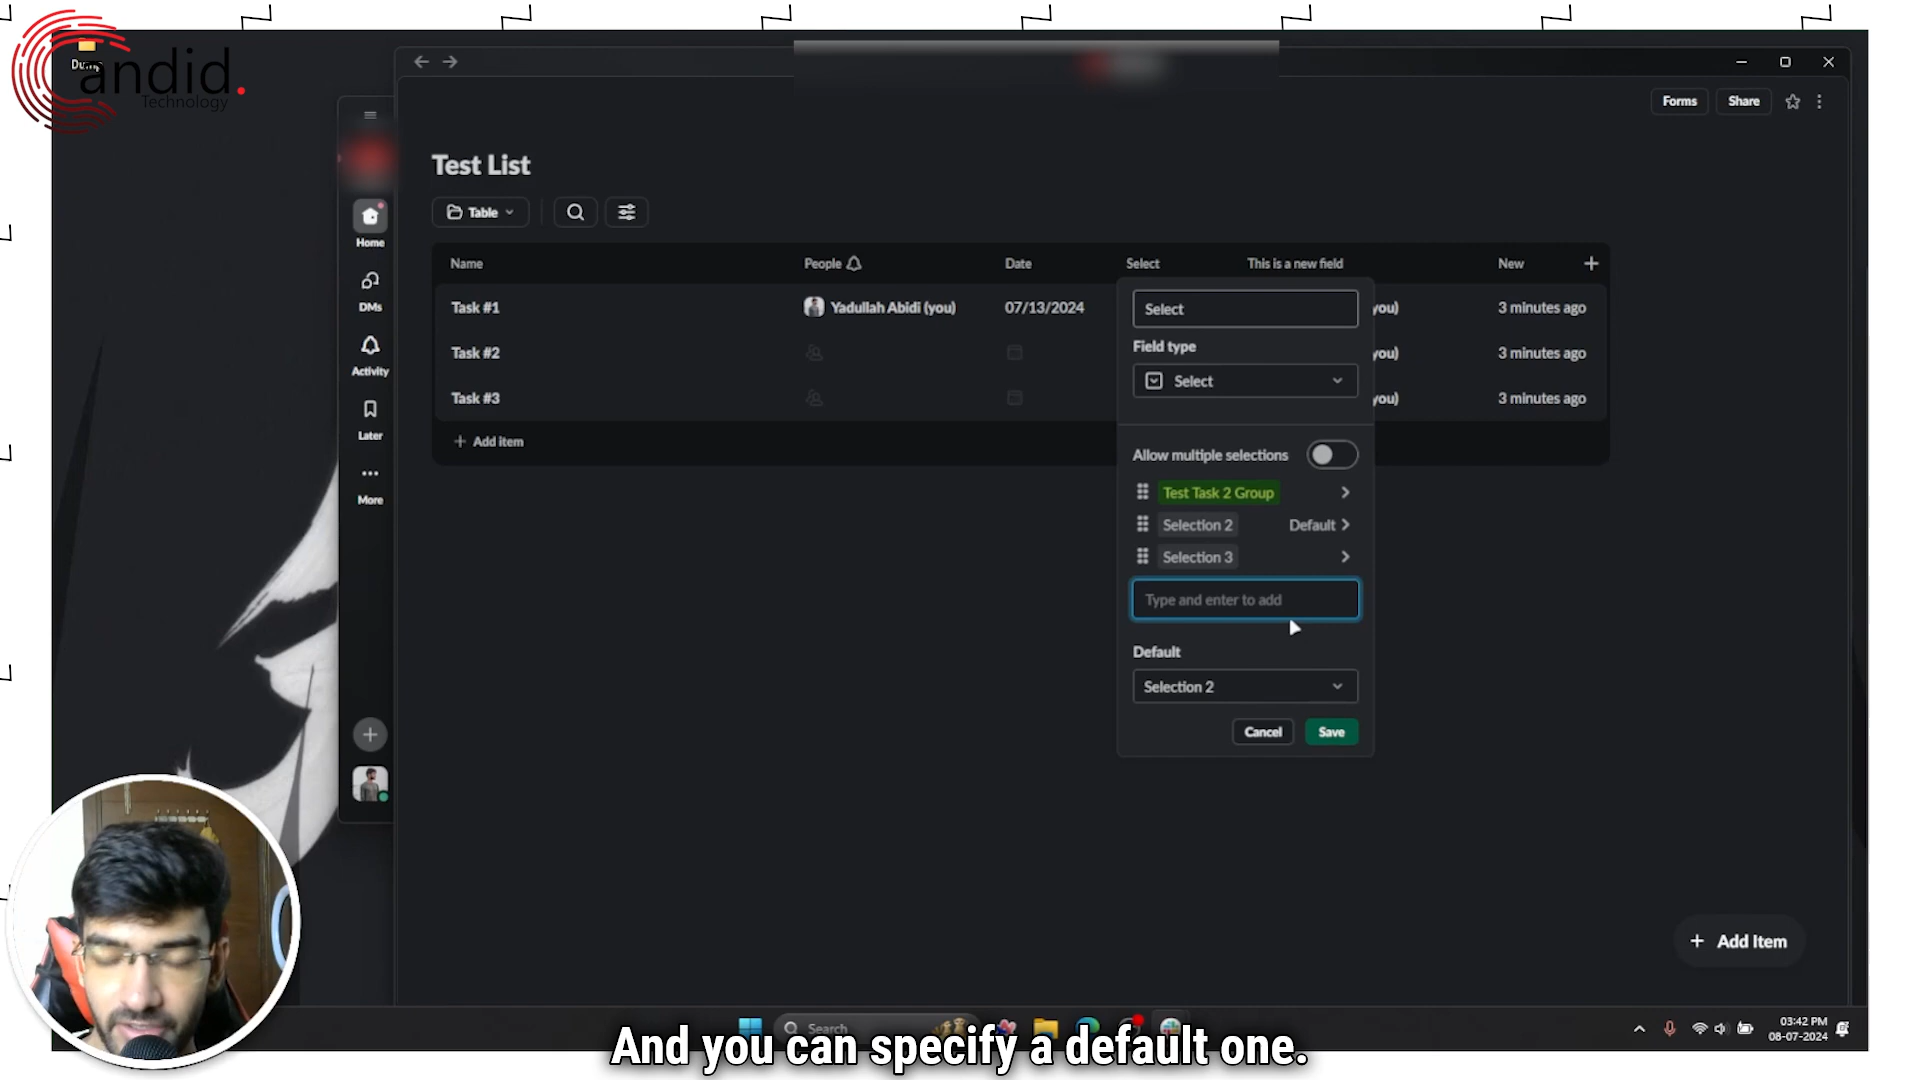 Dump
andid.
Technology
Forms
Share
Test List
Table
Home
DMs
Activity
Later
More
Name
People
Date
Select
This is a new field
New
Task #1
Yadullah Abidi (you)
07/13/2024
you)
3 minutes ago
Task #2
you)
3 minutes ago
Task #3
you)
3 minutes ago
Add item
Select
Field type
Select
Allow multiple selections
Test Task 2 Group
Selection 2
Default
Selection 3
Type and enter to add
Default
Selection 2
Cancel
Save
Add Item
Search
03:42 PM
08-07-2024
And you can specify a default one.